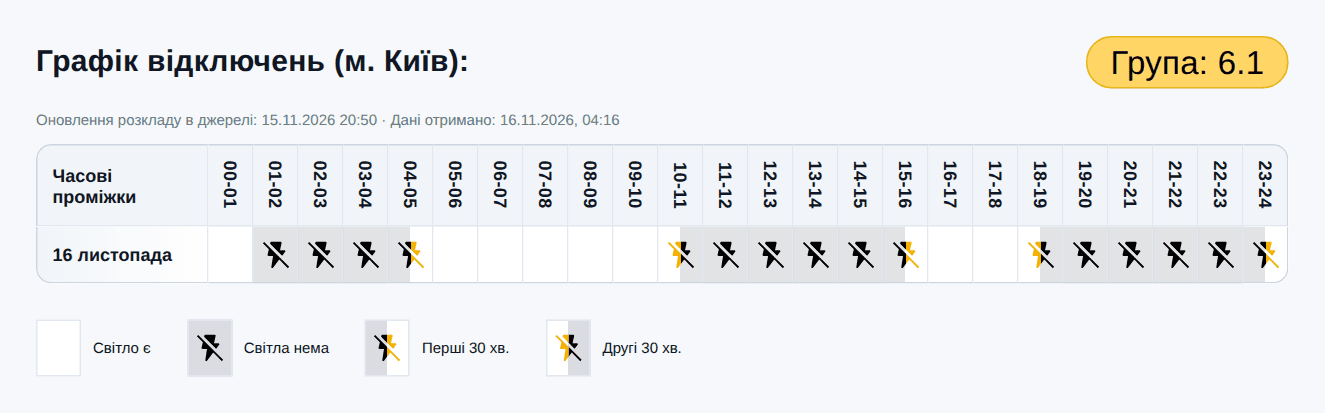 Графік відключень (м. Київ):
Група: 6.1
Оновлення розкладу в джерелі: 15.11.2026 20:50 · Дані отримано: 16.11.2026, 04:16
Часові
проміжки
00-01
01-02
02-03
03-04
04-05
05-06
06-07
07-08
08-09
09-10
10-11
11-12
12-13
13-14
14-15
15-16
16-17
17-18
18-19
19-20
20-21
21-22
22-23
23-24
16 листопада
Світло є
Світла нема
Перші 30 хв.
Другі 30 хв.